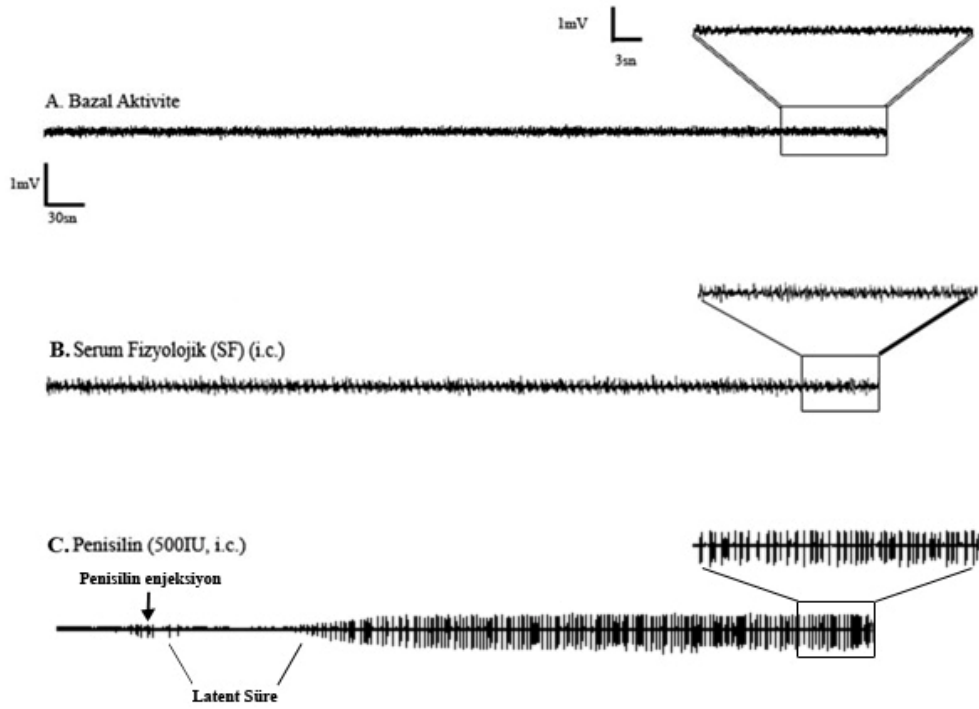 1mV
3sn
A. Bazal Aktivite
1mV
30sn
B. Serum Fizyolojik (SF) (i.c.)
C. Penisilin (500IU, i.c.)
Penisilin enjeksiyon
Latent Süre